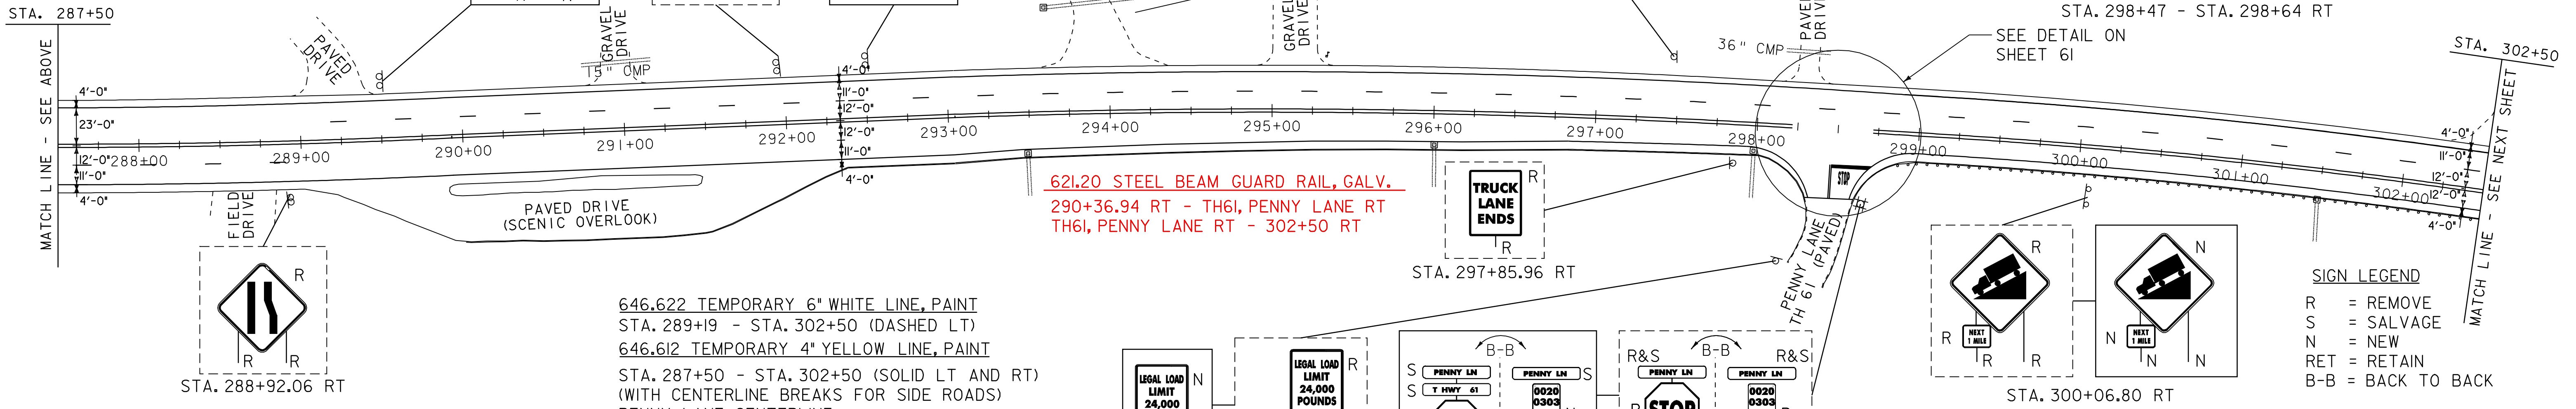 STA. 287+50
MATCH LINE - SEE ABOVE
PAVED
DRIVE
GRAVEL
DRIVE
15" CMP
GRAVEL
DRIVE
36" CMP
PAVED
DRIVE
STA. 298+47 - STA. 298+64 RT
SEE DETAIL ON
SHEET 61
STA. 302+50
MATCH LINE - SEE NEXT SHEET
4'-0"
23'-0"
12'-0"
11'-0"
4'-0"
4'-0"
11'-0"
12'-0"
12'-0"
11'-0"
4'-0"
4'-0"
11'-0"
12'-0"
12'-0"
4'-0"
288+00
289+00
290+00
291+00
292+00
293+00
294+00
295+00
296+00
297+00
298+00
299+00
300+00
301+00
302+00
FIELD
DRIVE
PAVED DRIVE
(SCENIC OVERLOOK)
621.20 STEEL BEAM GUARD RAIL, GALV.
290+36.94 RT - TH61, PENNY LANE RT
TH61, PENNY LANE RT - 302+50 RT
TRUCK
LANE
ENDS
R
R
STA. 297+85.96 RT
STOP
PENNY LANE
TH 61 (PAVED)
R
R
R
STA. 288+92.06 RT
646.622 TEMPORARY 6" WHITE LINE, PAINT
STA. 289+19 - STA. 302+50 (DASHED LT)
646.612 TEMPORARY 4" YELLOW LINE, PAINT
STA. 287+50 - STA. 302+50 (SOLID LT AND RT)
(WITH CENTERLINE BREAKS FOR SIDE ROADS)
LEGAL LOAD
LIMIT
24,000
N
LEGAL LOAD
LIMIT
24,000
POUNDS
R
B-B
S PENNY LN
S T HWY 61
PENNY LN S
0020
0303
B-B
R&S
R&S
PENNY LN
STOP
PENNY LN
0020
0303
R
R NEXT
1 MILE
R
R
N
N NEXT
1 MILE
N
N
STA. 300+06.80 RT
SIGN LEGEND
R = REMOVE
S = SALVAGE
N = NEW
RET = RETAIN
B-B = BACK TO BACK